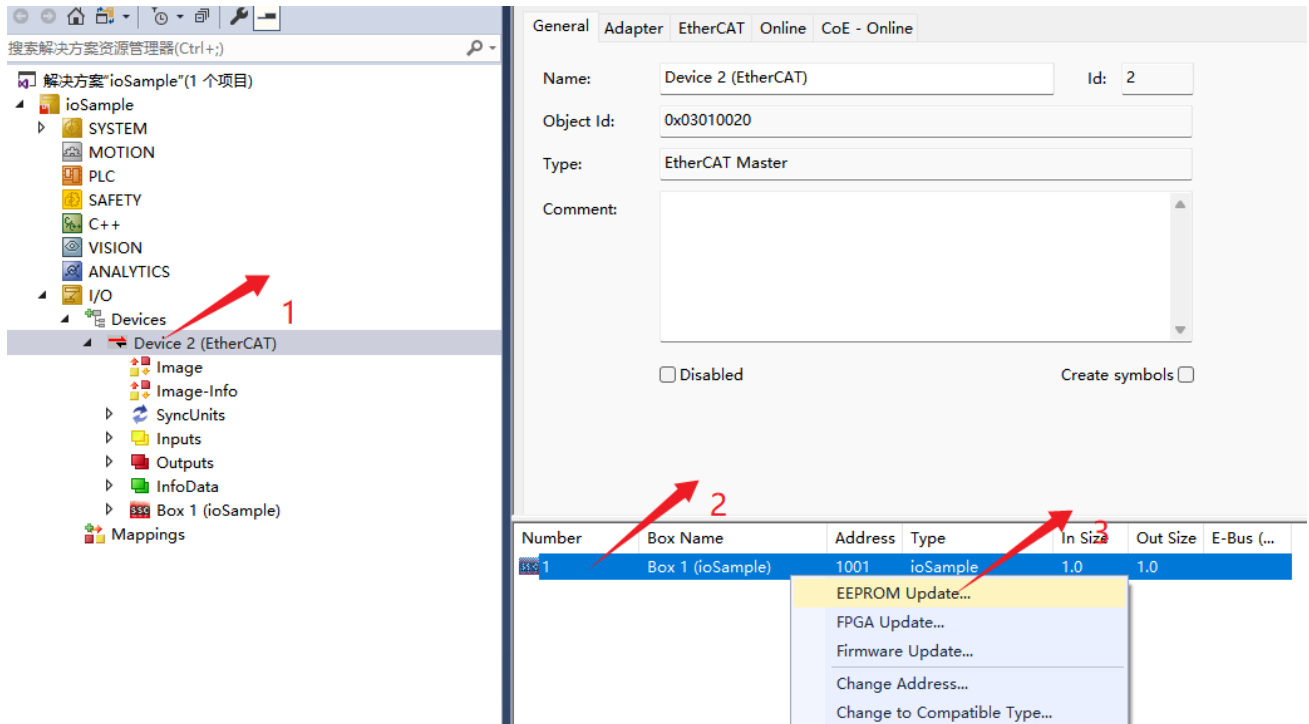 搜索解决方案资源管理器(Ctrl+;)
解决方案"ioSample"(1 个项目)
ioSample
SYSTEM
MOTION
PLC
SAFETY
C++
VISION
ANALYTICS
I/O
Devices
Device 2 (EtherCAT)
Image
Image-Info
SyncUnits
Inputs
Outputs
InfoData
Box 1 (ioSample)
Mappings
1
General Adapter EtherCAT Online CoE - Online
Name: Device 2 (EtherCAT) Id: 2
Object Id: 0x03010020
Type: EtherCAT Master
Comment:
Disabled Create symbols
2
3
Number Box Name Address Type In Size Out Size E-Bus (...
1 Box 1 (ioSample) 1001 ioSample 1.0 1.0
EEPROM Update...
FPGA Update...
Firmware Update...
Change Address...
Change to Compatible Type...